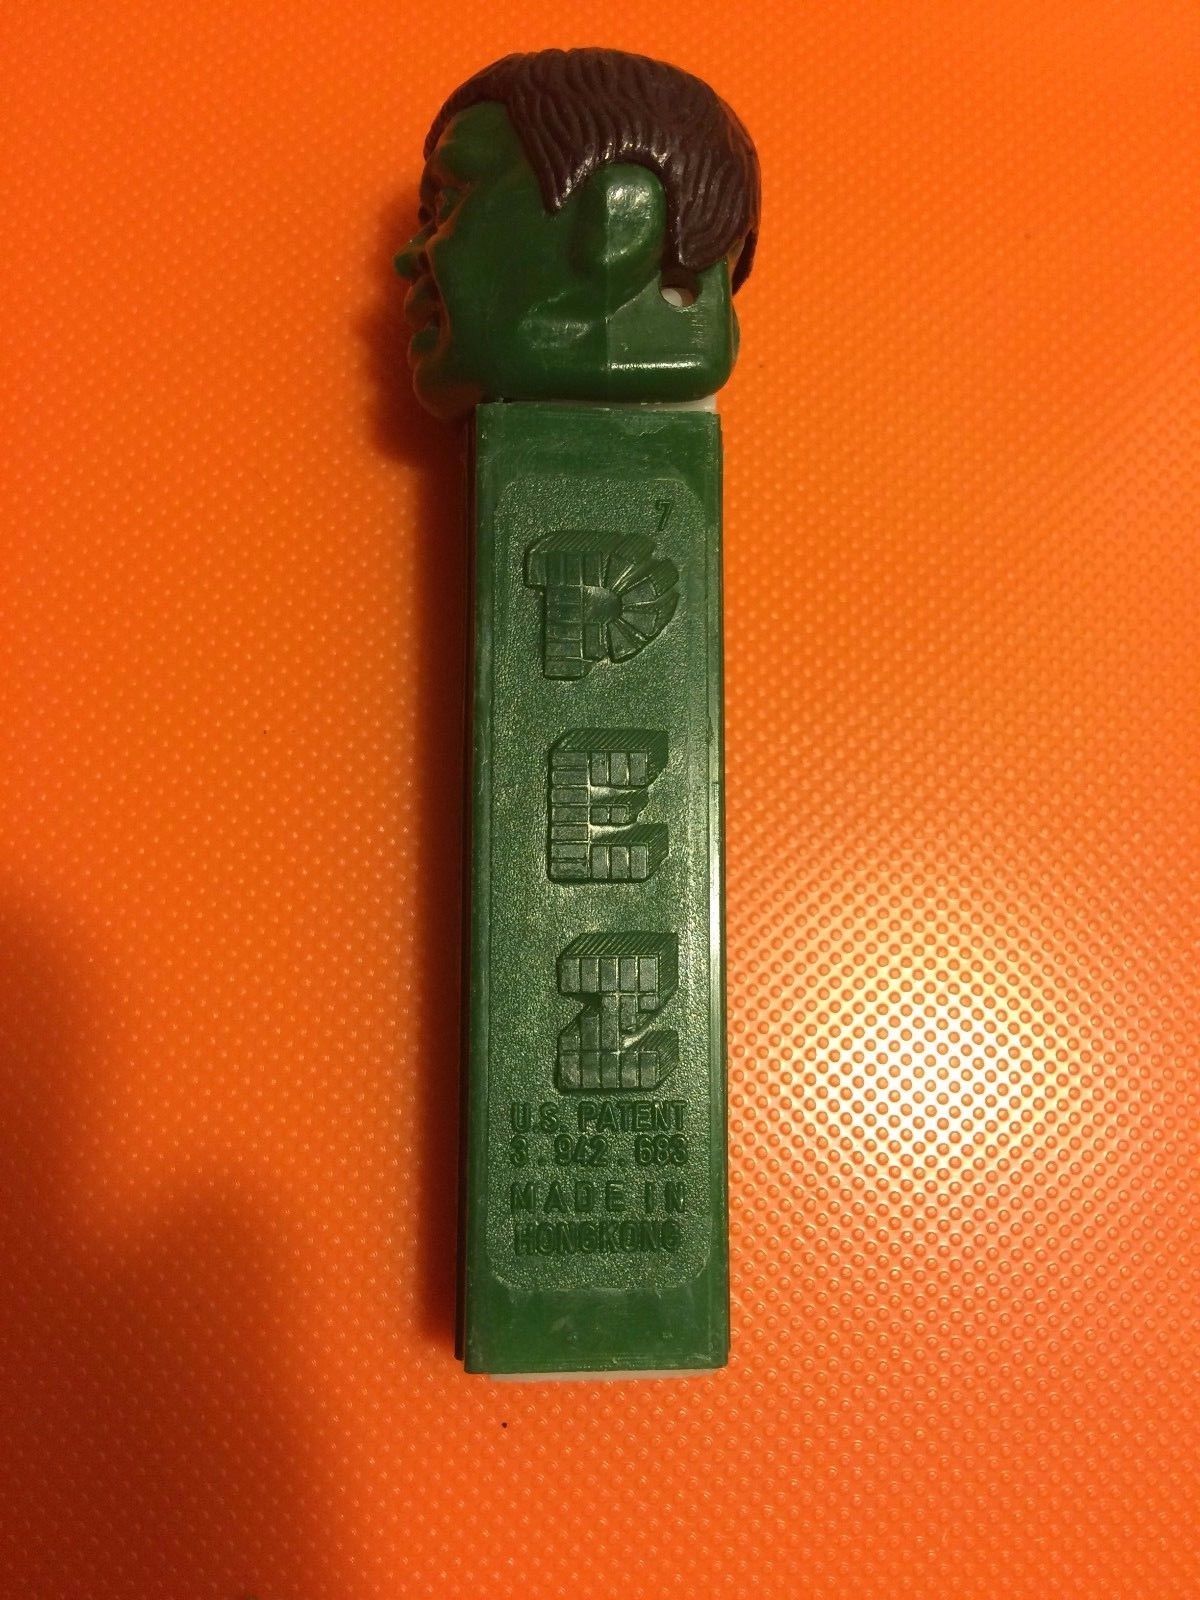 7
PEZ
U.S. PATENT
3.942.683
MADE IN
HONGKONG